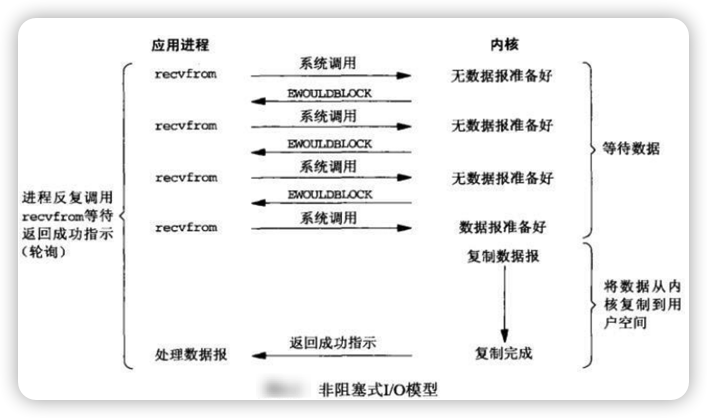 应用进程 内核
recvfrom 系统调用 无数据报准备好
EWOULDBLOCK
recvfrom 系统调用 无数据报准备好
EWOULDBLOCK
等待数据
recvfrom 系统调用 无数据报准备好
EWOULDBLOCK
进程反复调用
recvfrom等待
返回成功指示
(轮询)
recvfrom 系统调用 数据报准备好
复制数据报
将数据从内
核复制到用
户空间
处理数据报 返回成功指示 复制完成
非阻塞式I/O模型